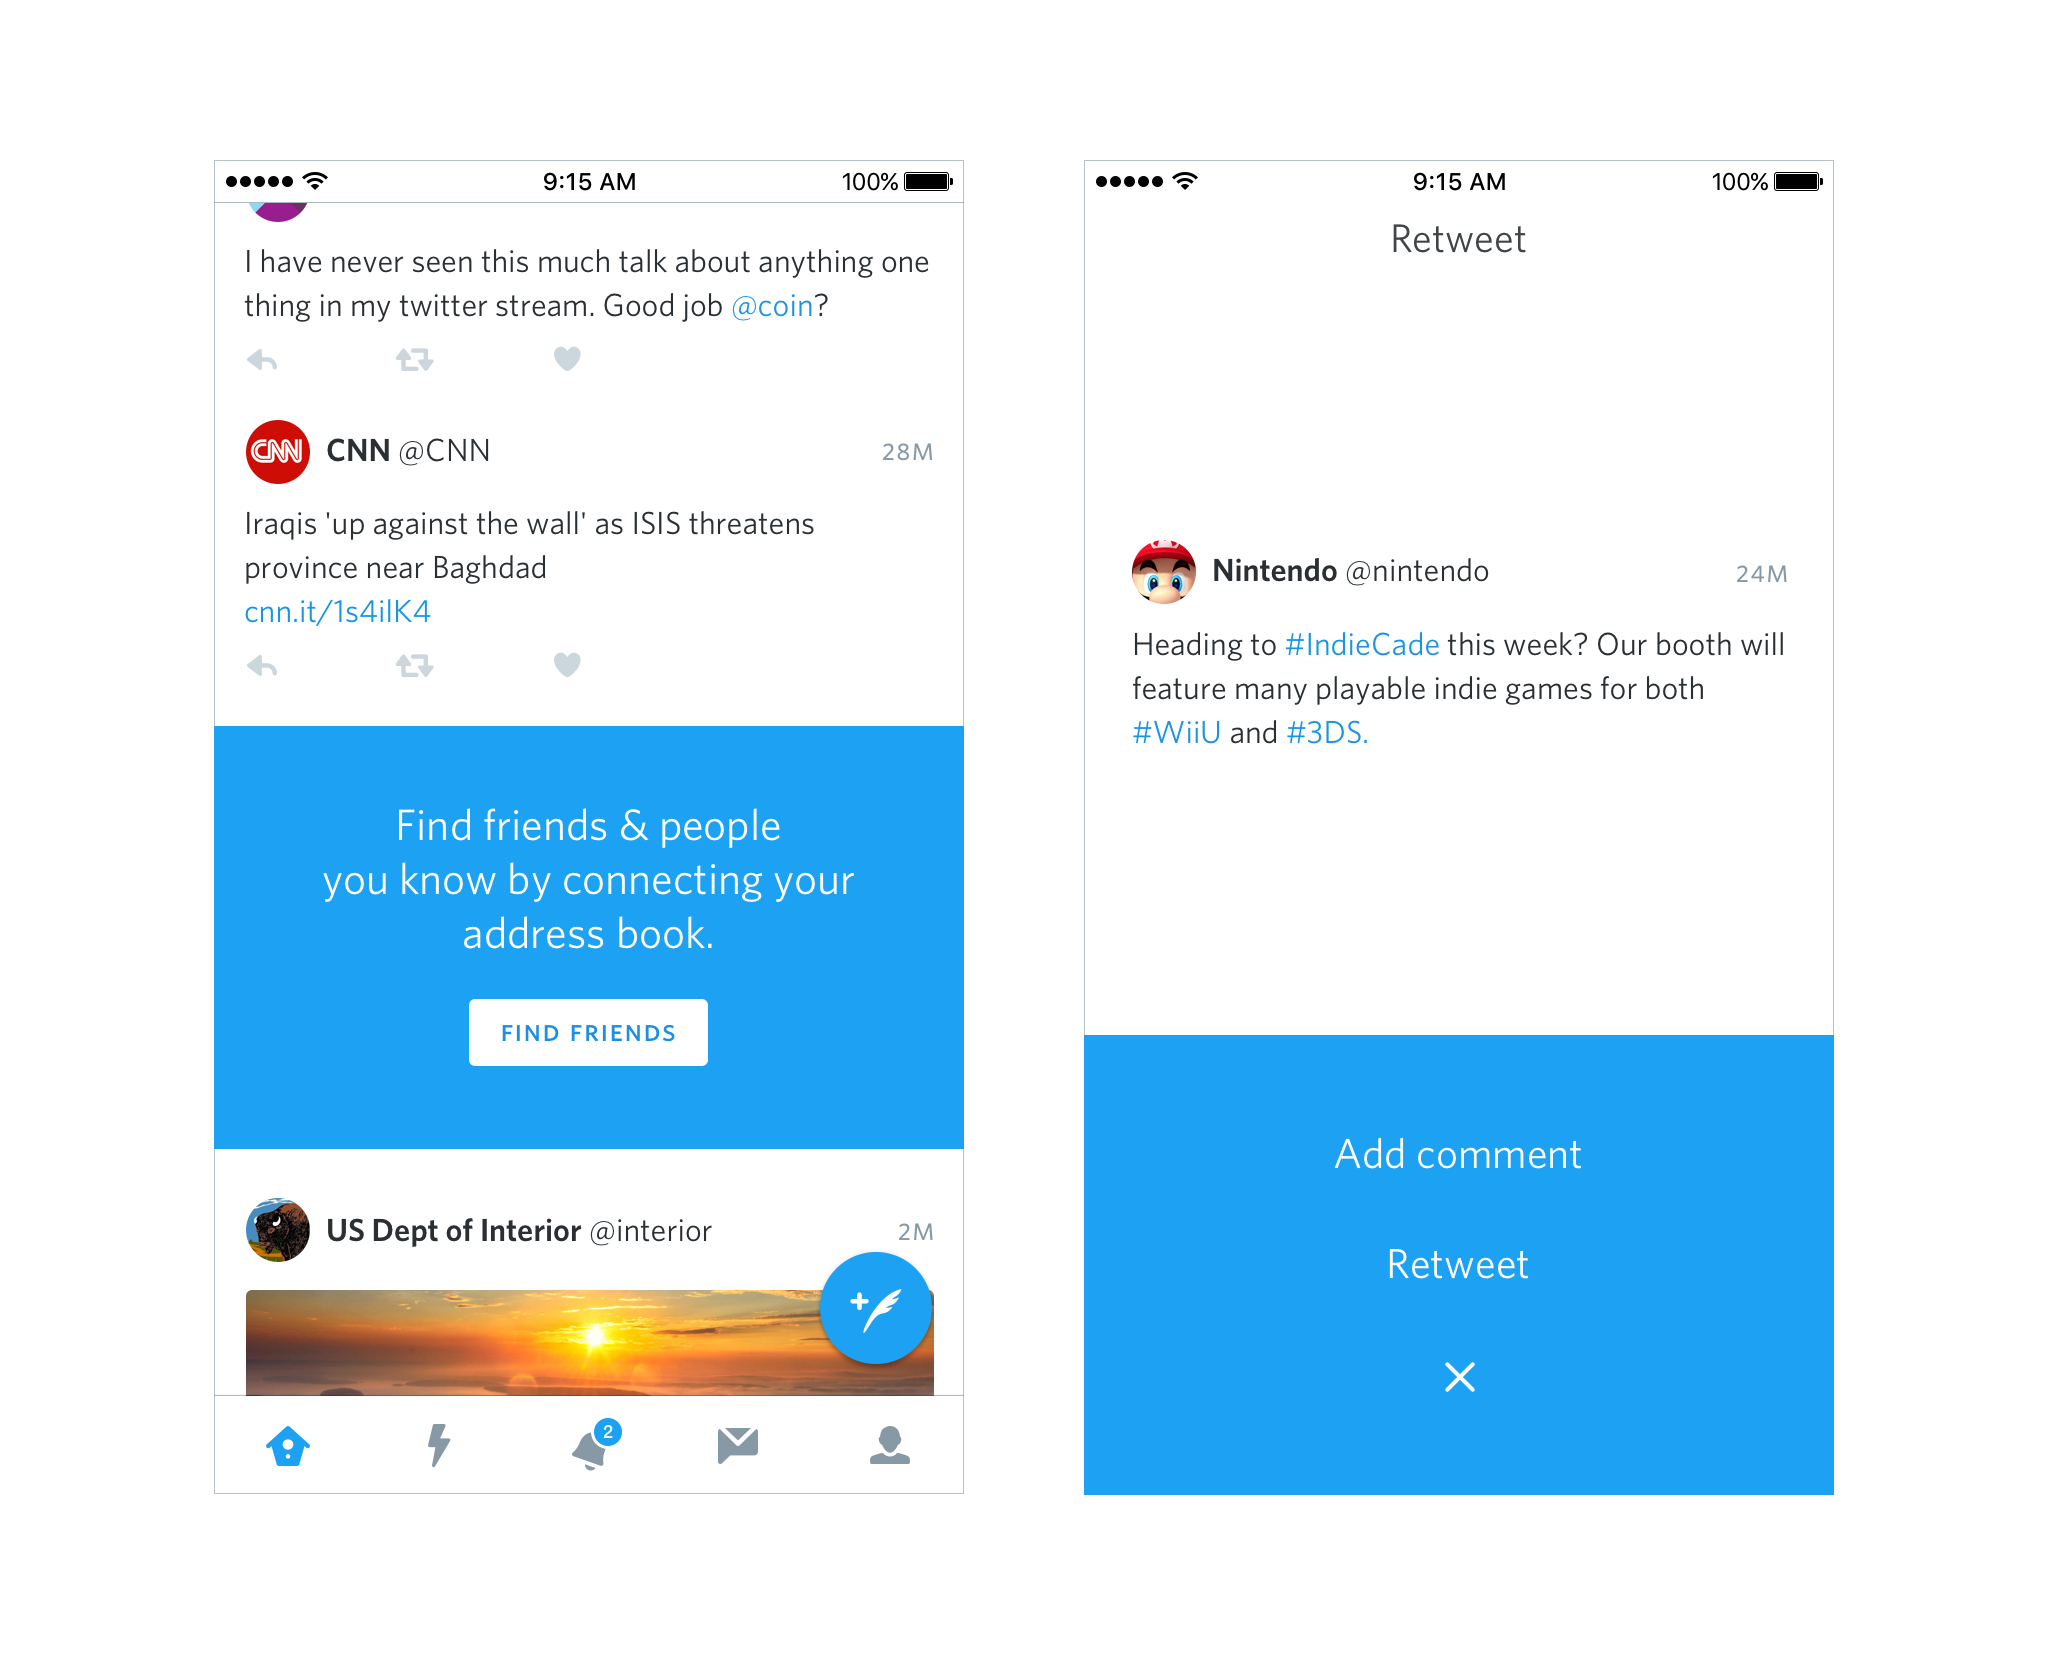 9:15 AM
100%
I have never seen this much talk about anything one
thing in my twitter stream. Good job @coin?
CNN
CNN @CNN
28M
Iraqis 'up against the wall' as ISIS threatens
province near Baghdad
cnn.it/1s4ilK4
Find friends & people
you know by connecting your
address book.
FIND FRIENDS
US Dept of Interior @interior
2M
2
9:15 AM
100%
Retweet
Nintendo @nintendo
24M
Heading to #IndieCade this week? Our booth will
feature many playable indie games for both
#WiiU and #3DS.
Add comment
Retweet